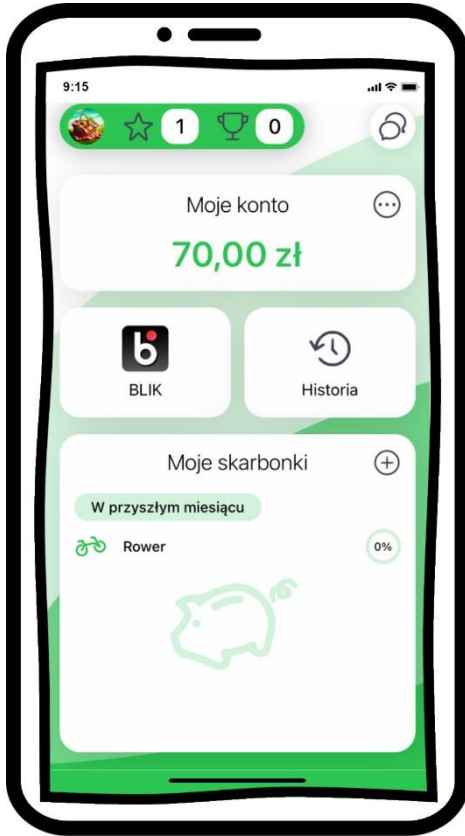 9:15
1 0
Moje konto
70,00 zł
b
BLIK Historia
Moje skarbonki
W przyszłym miesiącu
Rower 0%